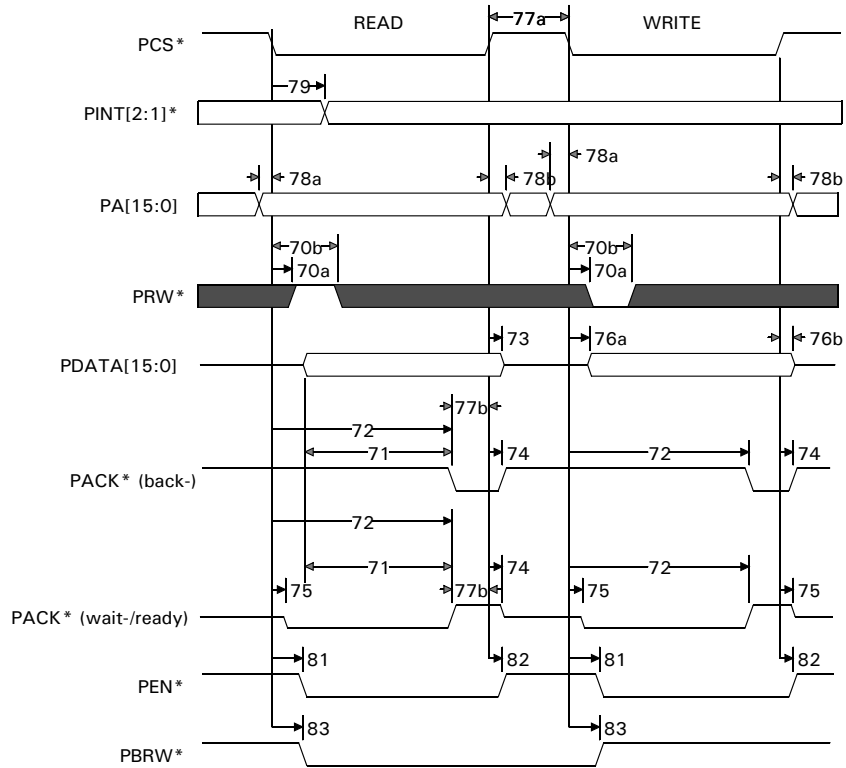 READ 77a WRITE
PCS*
79
PINT[2:1]*
78a
78a 78b 78b
PA[15:0]
70b 70b
70a 70a
PRW*
73 76a 76b
PDATA[15:0]
77b
72
71 74 72 74
PACK* (back-)
72
71 74 72
75 77b 75 75
PACK* (wait-/ready)
81 82 81 82
PEN*
83 83
PBRW*